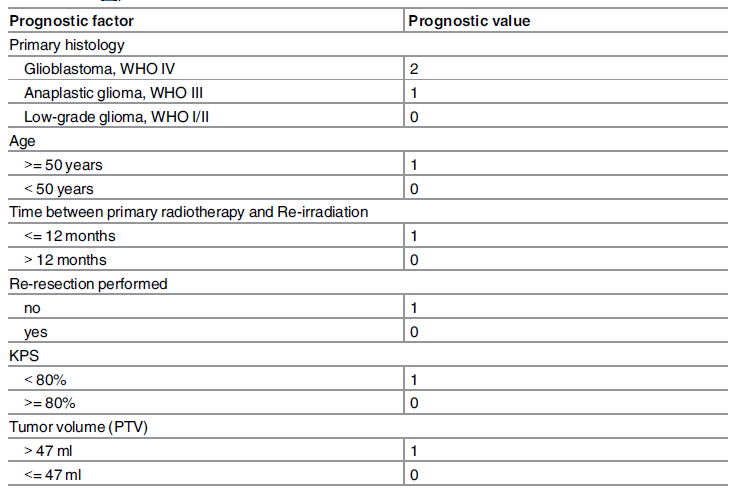 Prognostic factor Prognostic value
Primary histology
Glioblastoma, WHO IV 2
Anaplastic glioma, WHO III 1
Low-grade glioma, WHO I/II 0
Age
>= 50 years 1
< 50 years 0
Time between primary radiotherapy and Re-irradiation
<= 12 months 1
> 12 months 0
Re-resection performed
no 1
yes 0
KPS
< 80% 1
>= 80% 0
Tumor volume (PTV)
> 47 ml 1
<= 47 ml 0